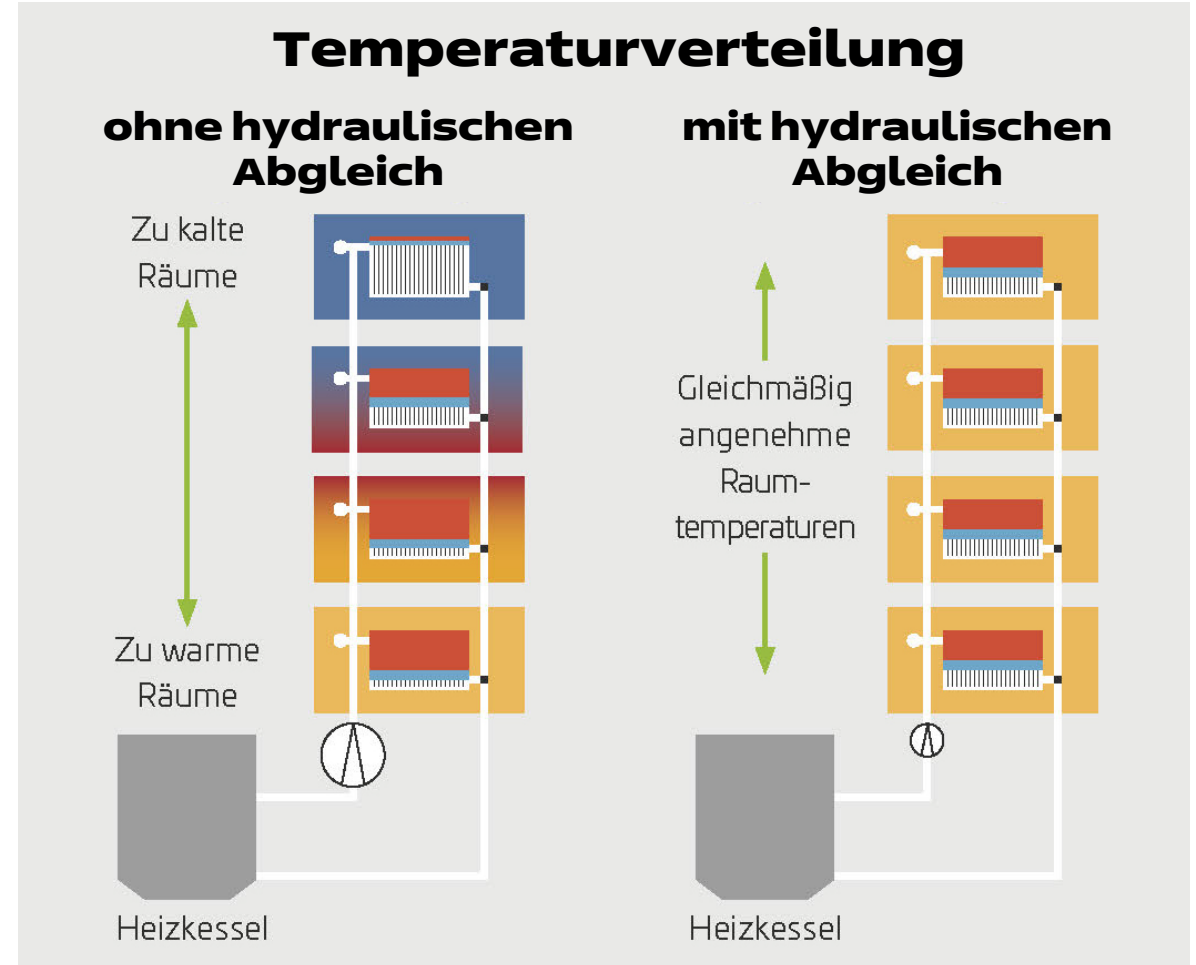 Temperaturverteilung
ohne hydraulischen
Abgleich
Zu kalte
Räume
Zu warme
Räume
Heizkessel
mit hydraulischen
Abgleich
Gleichmäßig
angenehme
Raum-
temperaturen
Heizkessel